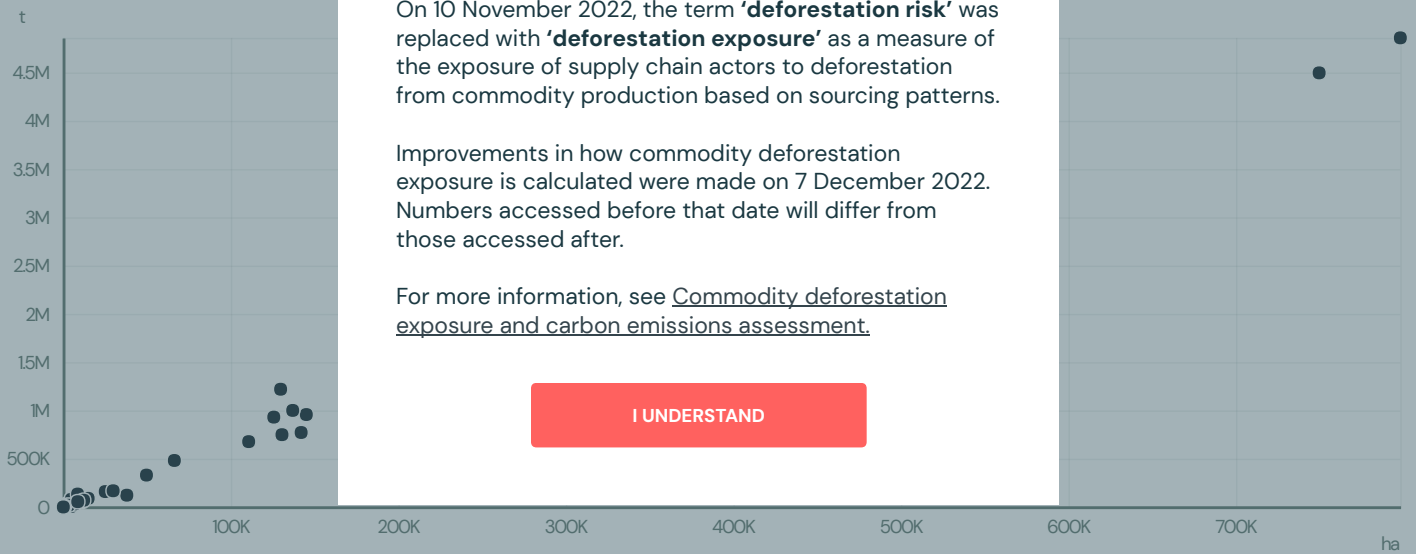 t
On 10 November 2022, the term ‘deforestation risk’ was
replaced with ‘deforestation exposure’ as a measure of
the exposure of supply chain actors to deforestation
from commodity production based on sourcing patterns.
Improvements in how commodity deforestation
exposure is calculated were made on 7 December 2022.
Numbers accessed before that date will differ from
those accessed after.
For more information, see Commodity deforestation
exposure and carbon emissions assessment.
I UNDERSTAND
4.5M
4M
3.5M
3M
2.5M
2M
1.5M
1M
500K
0
100K 200K 300K 400K 500K 600K 700K
ha